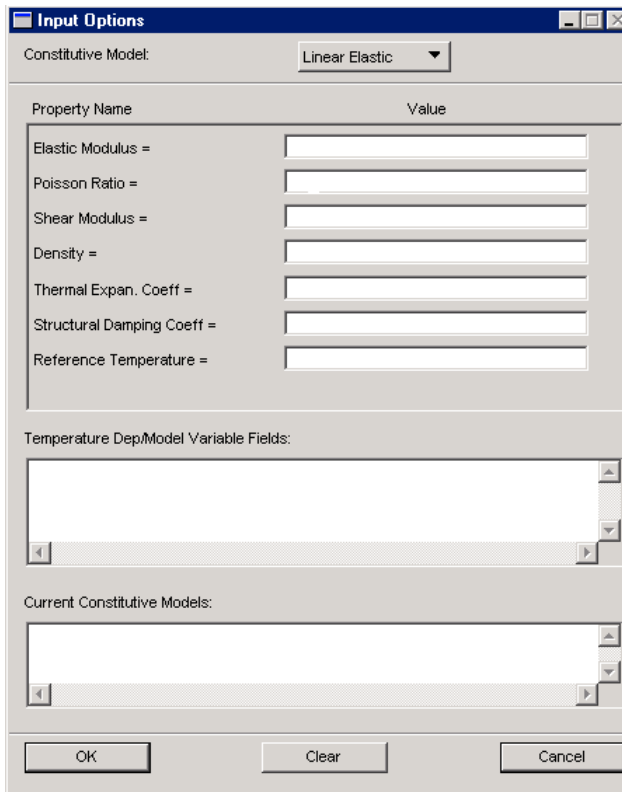 Input Options
Constitutive Model: Linear Elastic
Property Name Value
Elastic Modulus =
Poisson Ratio =
Shear Modulus =
Density =
Thermal Expan. Coeff =
Structural Damping Coeff =
Reference Temperature =
Temperature Dep/Model Variable Fields:
Current Constitutive Models:
OK Clear Cancel